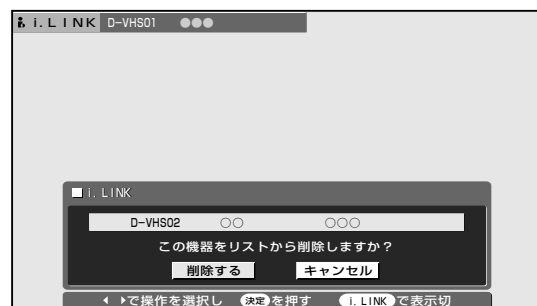 i.LINK D-VHS01 ●●●
i.LINK
D-VHS02 ○○ ○○○
この機器をリストから削除しますか？
削除する キャンセル
で操作を選択し 決定を押す i.LINKで表示切